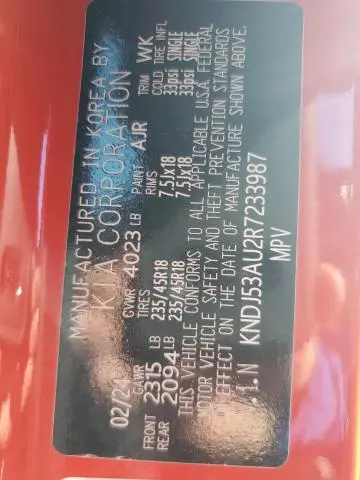 MANUFACTURED IN KOREA BY
KIA CORPORATION
02/24 GVWR 4023 LB PAINT AJR TRIM WK
GAWR TIRES RIMS COLD TIRE INFL
FRONT 2315 LB 235/45R18 7.5Jx18 33psi SINGLE
REAR 2094 LB 235/45R18 7.5Jx18 33psi SINGLE
THIS VEHICLE CONFORMS TO ALL APPLICABLE U.S.A. FEDERAL
MOTOR VEHICLE SAFETY AND THEFT PREVENTION STANDARDS
EFFECT ON THE DATE OF MANUFACTURE SHOWN ABOVE.
V.I.N KNDJ53AU2R7233987
MPV